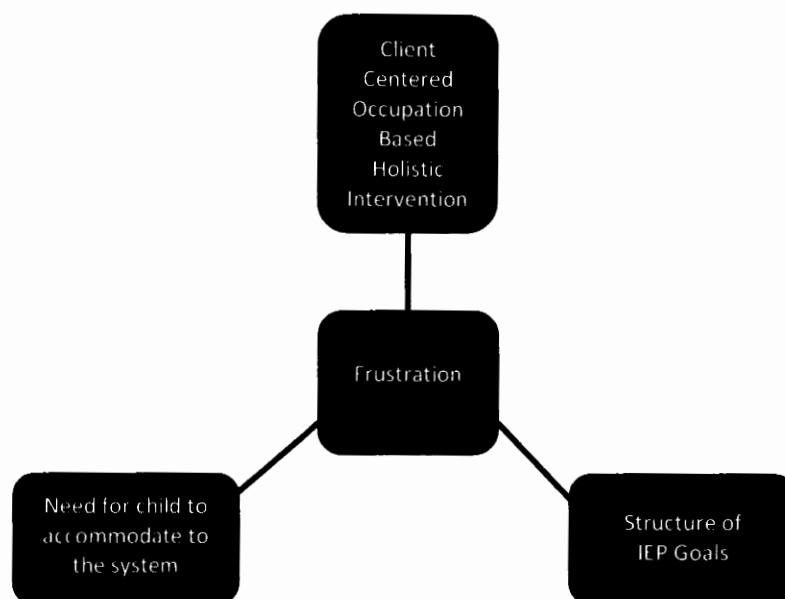 Client
Centered
Occupation
Based
Holistic
Intervention
Frustration
Need for child to
accommodate to
the system
Structure of
IEP Goals